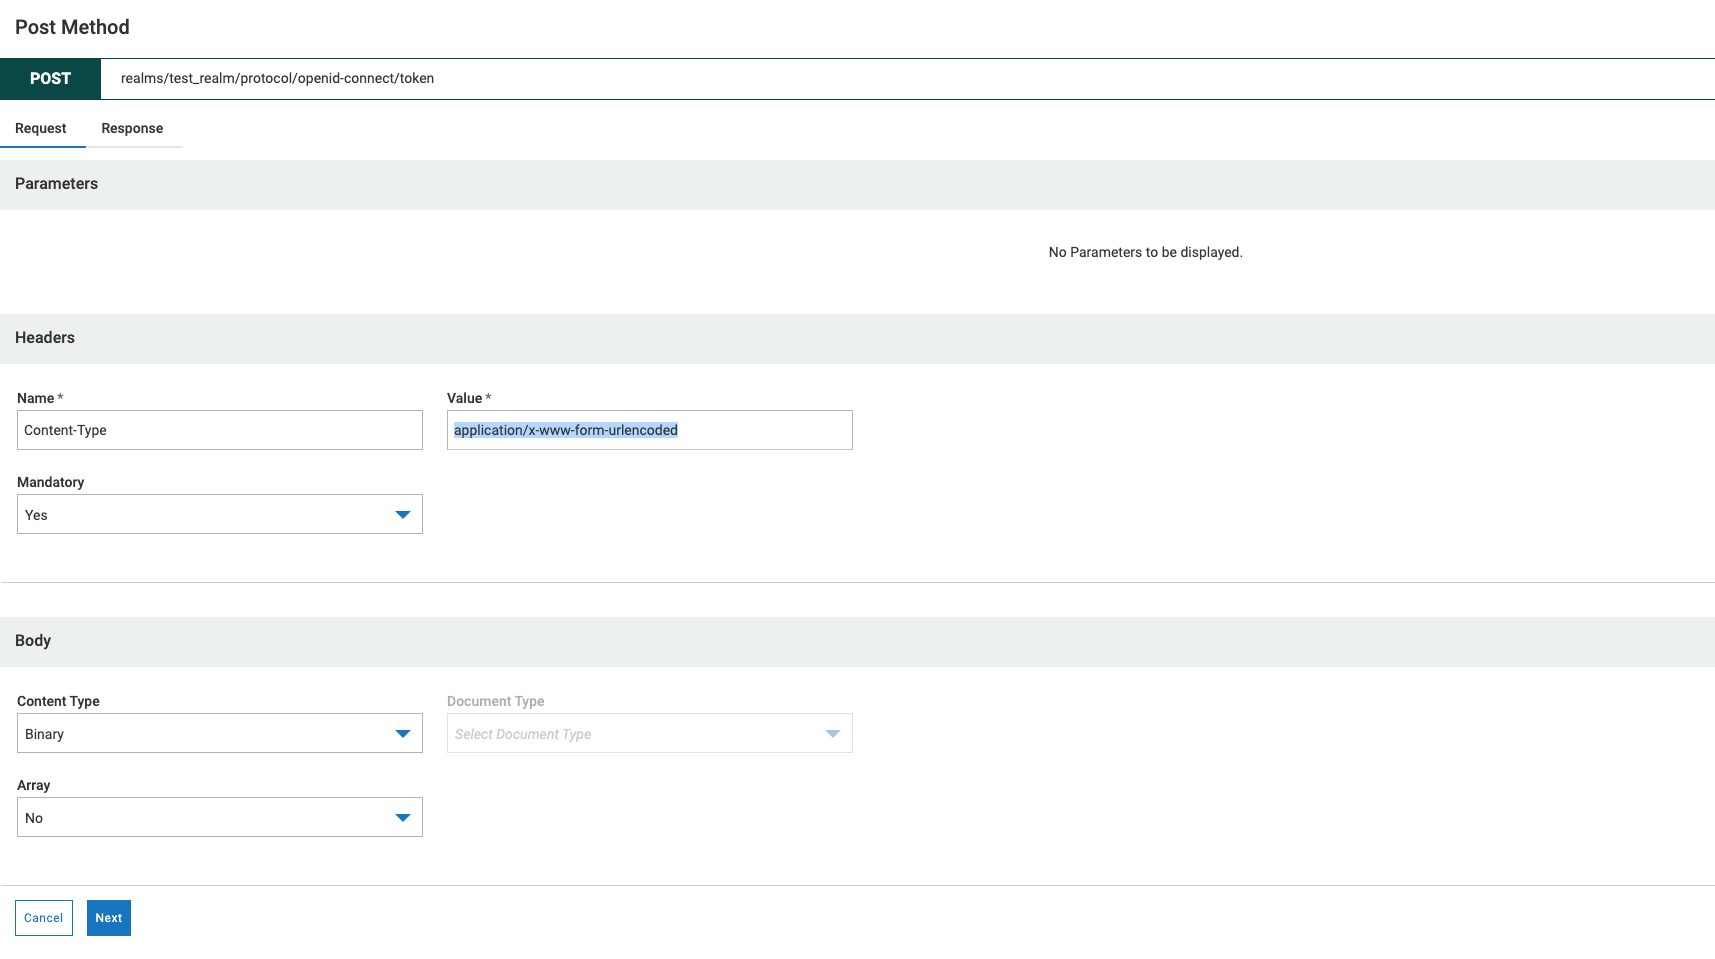 Post Method
POST realms/test_realm/protocol/openid-connect/token
Request Response
Parameters
No Parameters to be displayed.
Headers
Name * Value *
Content-Type application/x-www-form-urlencoded
Mandatory
Yes
Body
Content Type Document Type
Binary Select Document Type
Array
No
Cancel Next